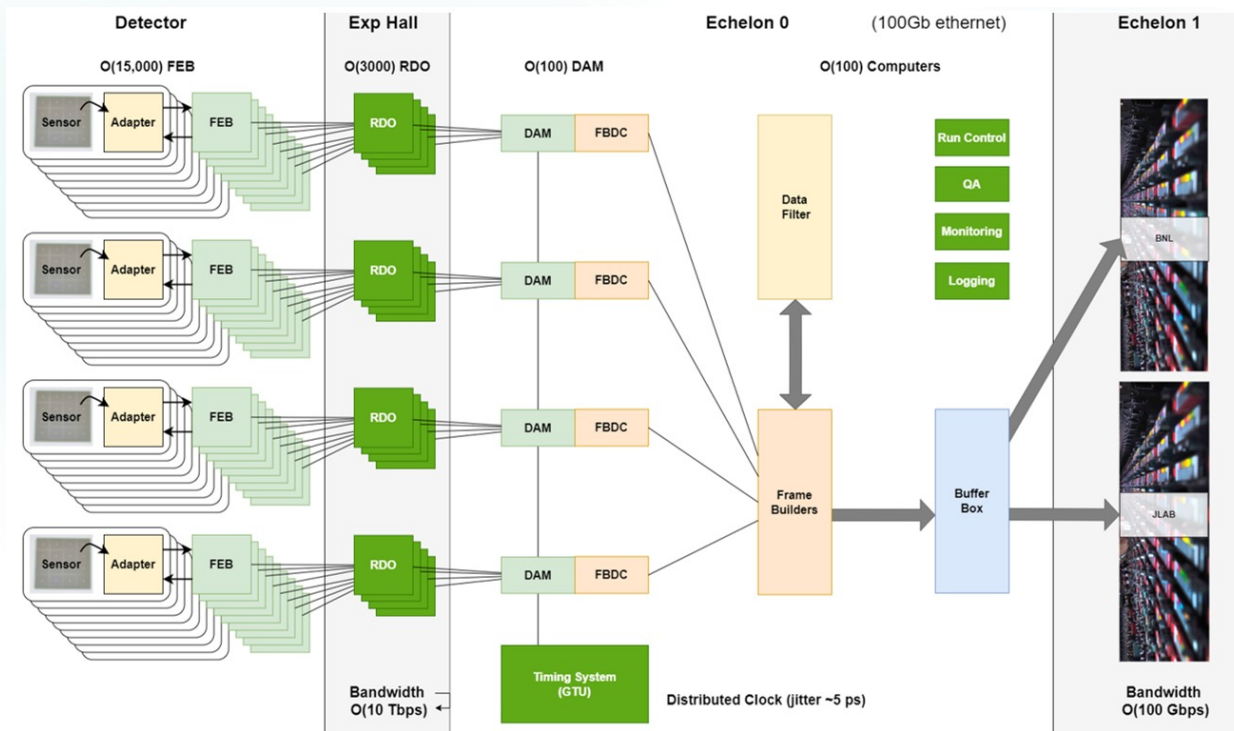 Detector
Exp Hall
Echelon 0
(100Gb ethernet)
Echelon 1
O(15,000) FEB
O(3000) RDO
O(100) DAM
O(100) Computers
Sensor
Adapter
FEB
RDO
DAM
FBDC
Sensor
Adapter
FEB
RDO
DAM
FBDC
Sensor
Adapter
FEB
RDO
DAM
FBDC
Sensor
Adapter
FEB
RDO
DAM
FBDC
Data
Filter
Run Control
QA
Monitoring
Logging
BNL
Frame
Builders
Buffer
Box
JLAB
Timing System
(GTU)
Distributed Clock (jitter ~5 ps)
Bandwidth
O(10 Tbps)
Bandwidth
O(100 Gbps)